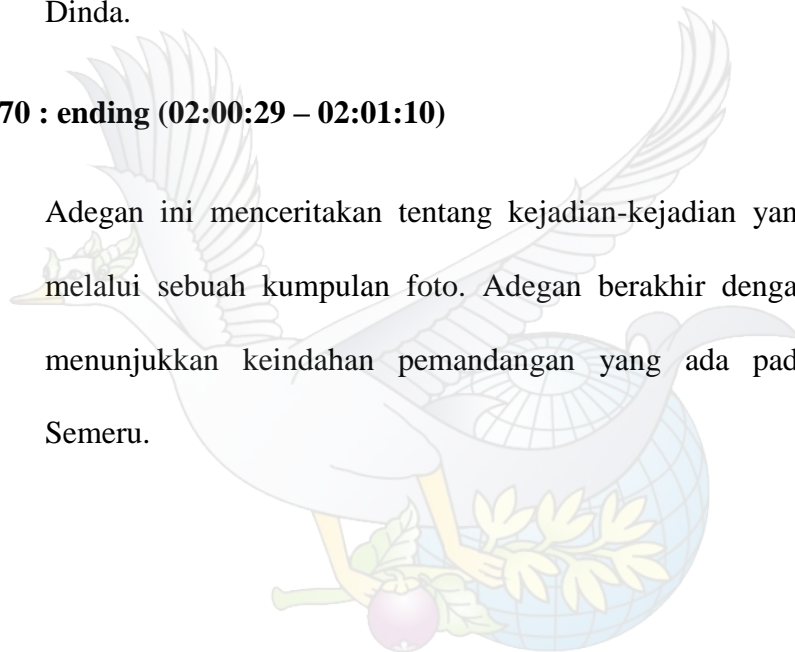 Dinda.
70 : ending (02:00:29 – 02:01:10)
Adegan ini menceritakan tentang kejadian-kejadian yan
melalui sebuah kumpulan foto. Adegan berakhir denga
menunjukkan keindahan pemandangan yang ada pad
Semeru.